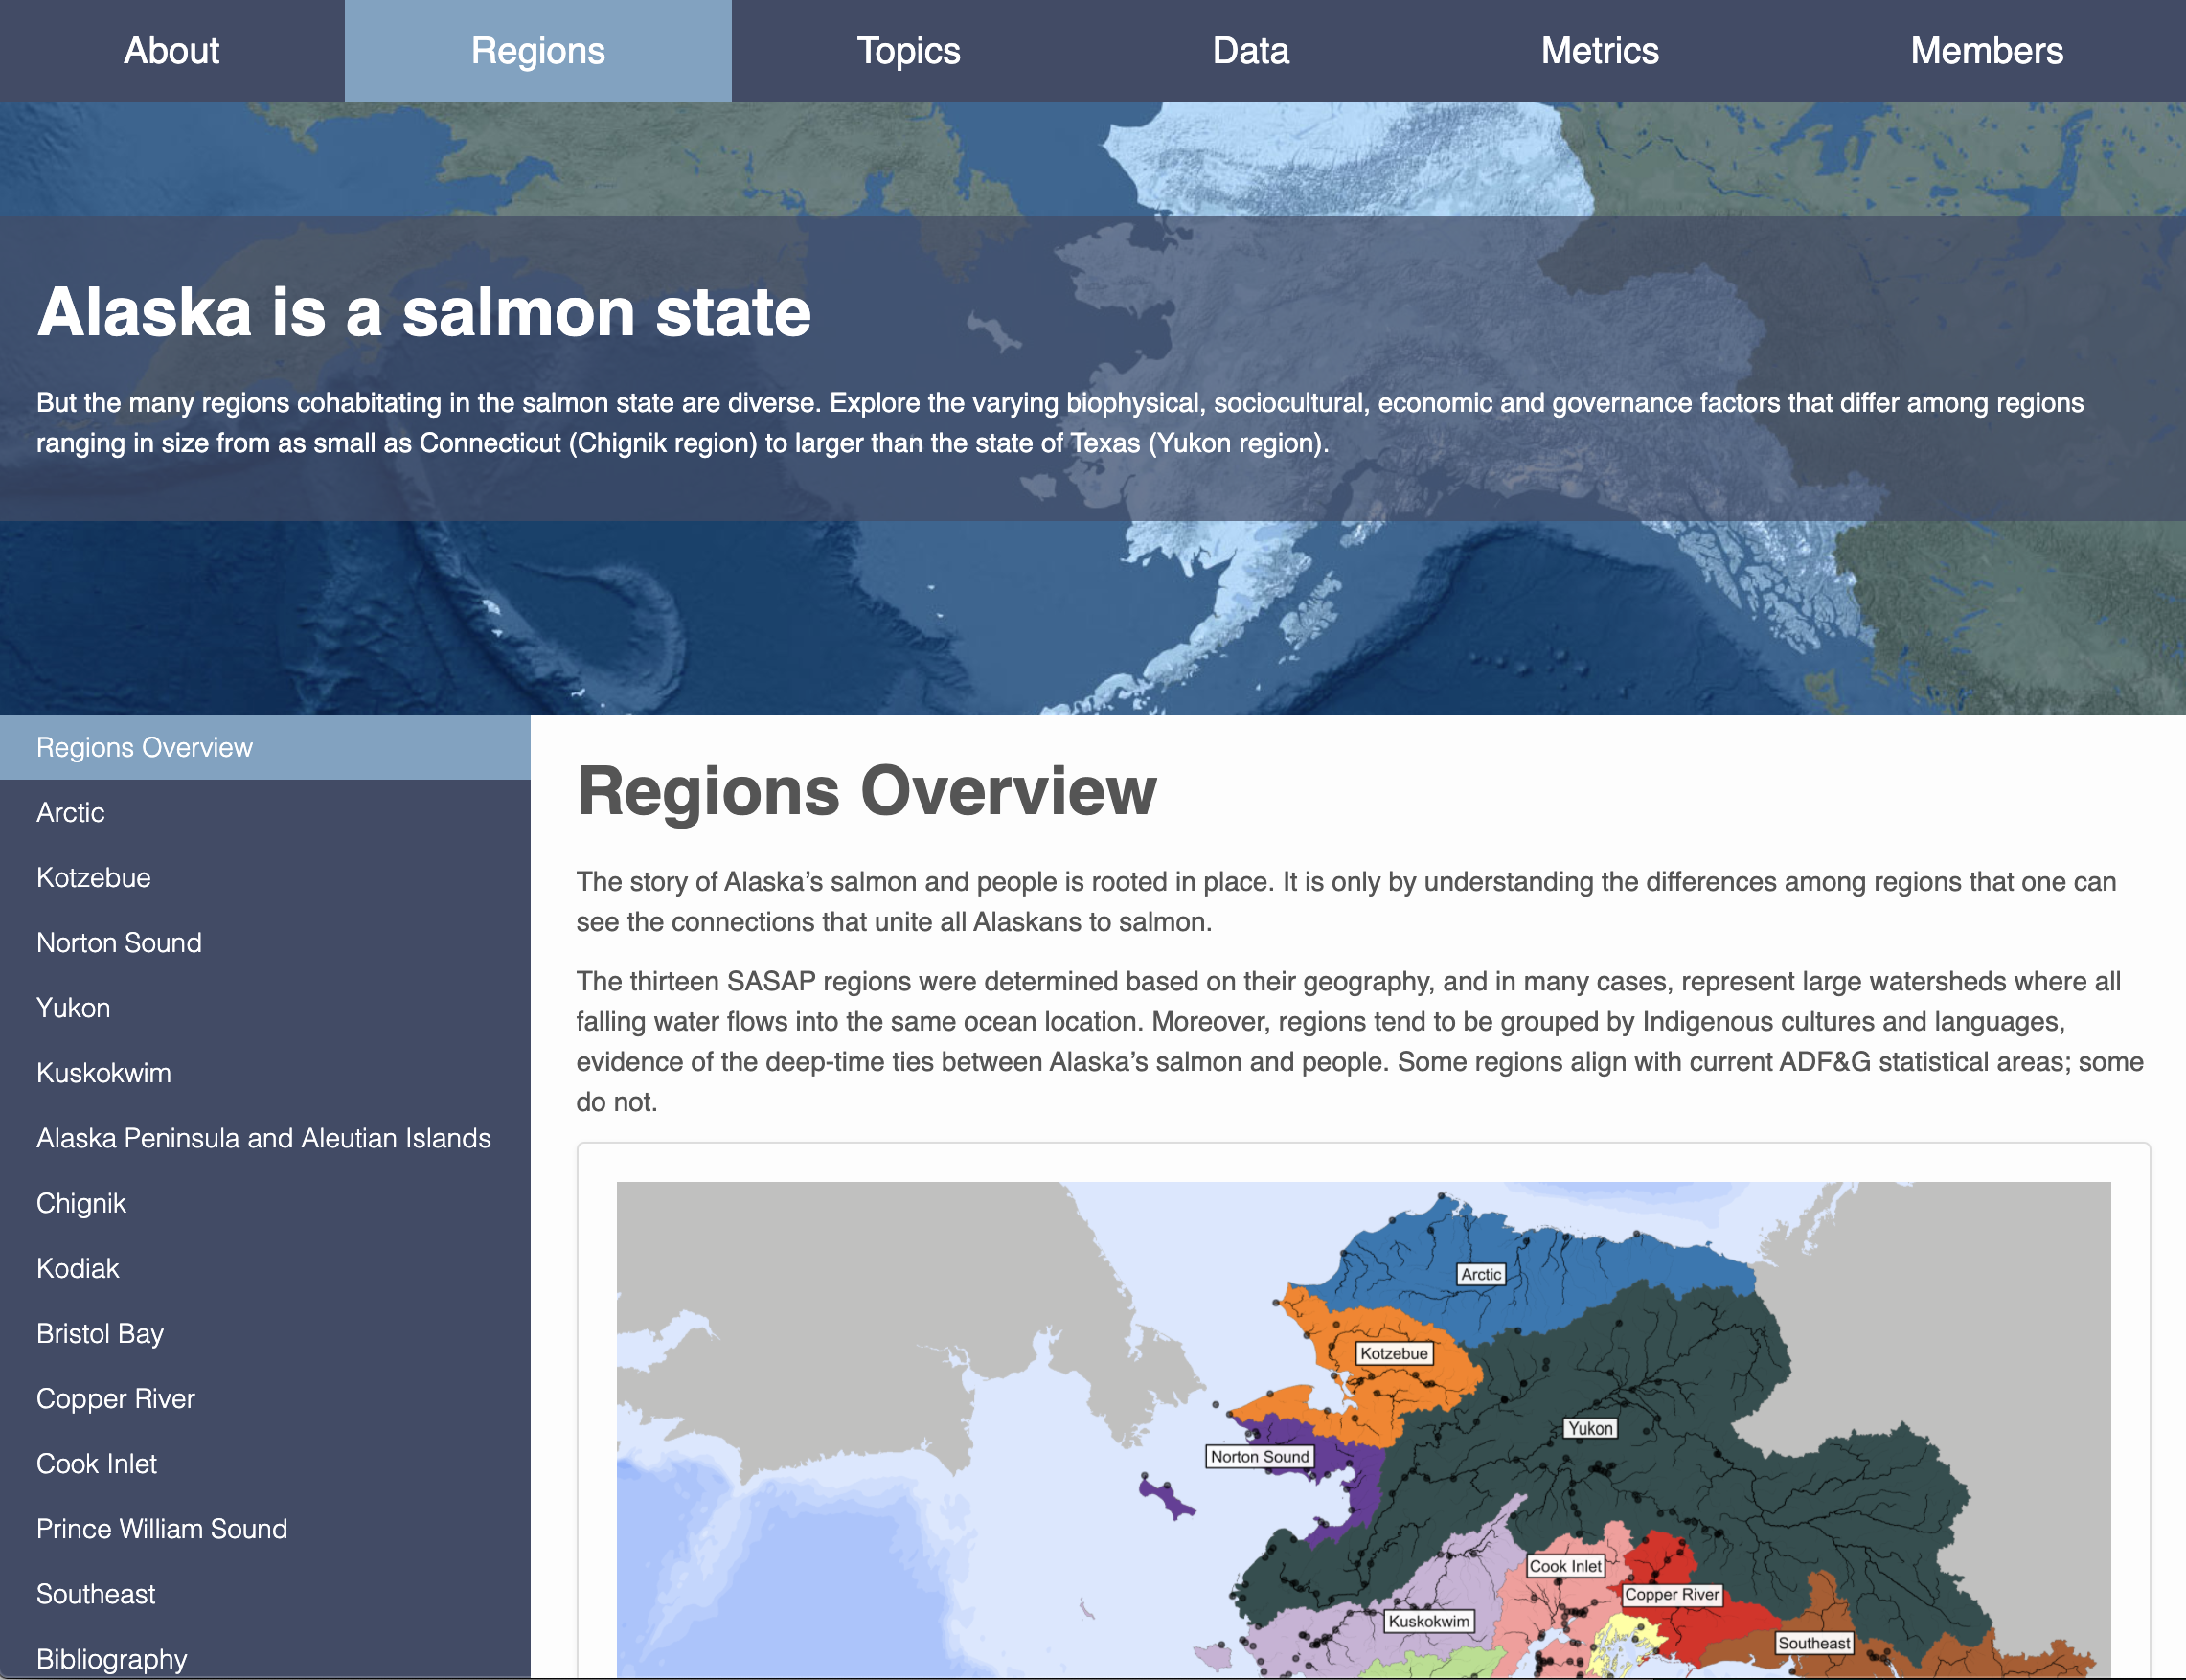 About
Regions
Topics
Data
Metrics
Members
Alaska is a salmon state
But the many regions cohabitating in the salmon state are diverse. Explore the varying biophysical, sociocultural, economic and governance factors that differ among regions
ranging in size from as small as Connecticut (Chignik region) to larger than the state of Texas (Yukon region).
Regions Overview
Arctic
Kotzebue
Norton Sound
Yukon
Kuskokwim
Alaska Peninsula and Aleutian Islands
Chignik
Kodiak
Bristol Bay
Copper River
Cook Inlet
Prince William Sound
Southeast
Bibliography
Regions Overview
The story of Alaska’s salmon and people is rooted in place. It is only by understanding the differences among regions that one can
see the connections that unite all Alaskans to salmon.
The thirteen SASAP regions were determined based on their geography, and in many cases, represent large watersheds where all
falling water flows into the same ocean location. Moreover, regions tend to be grouped by Indigenous cultures and languages,
evidence of the deep-time ties between Alaska’s salmon and people. Some regions align with current ADF&G statistical areas; some
do not.
Arctic
Kotzebue
Yukon
Norton Sound
Cook Inlet
Copper River
Kuskokwim
Southeast